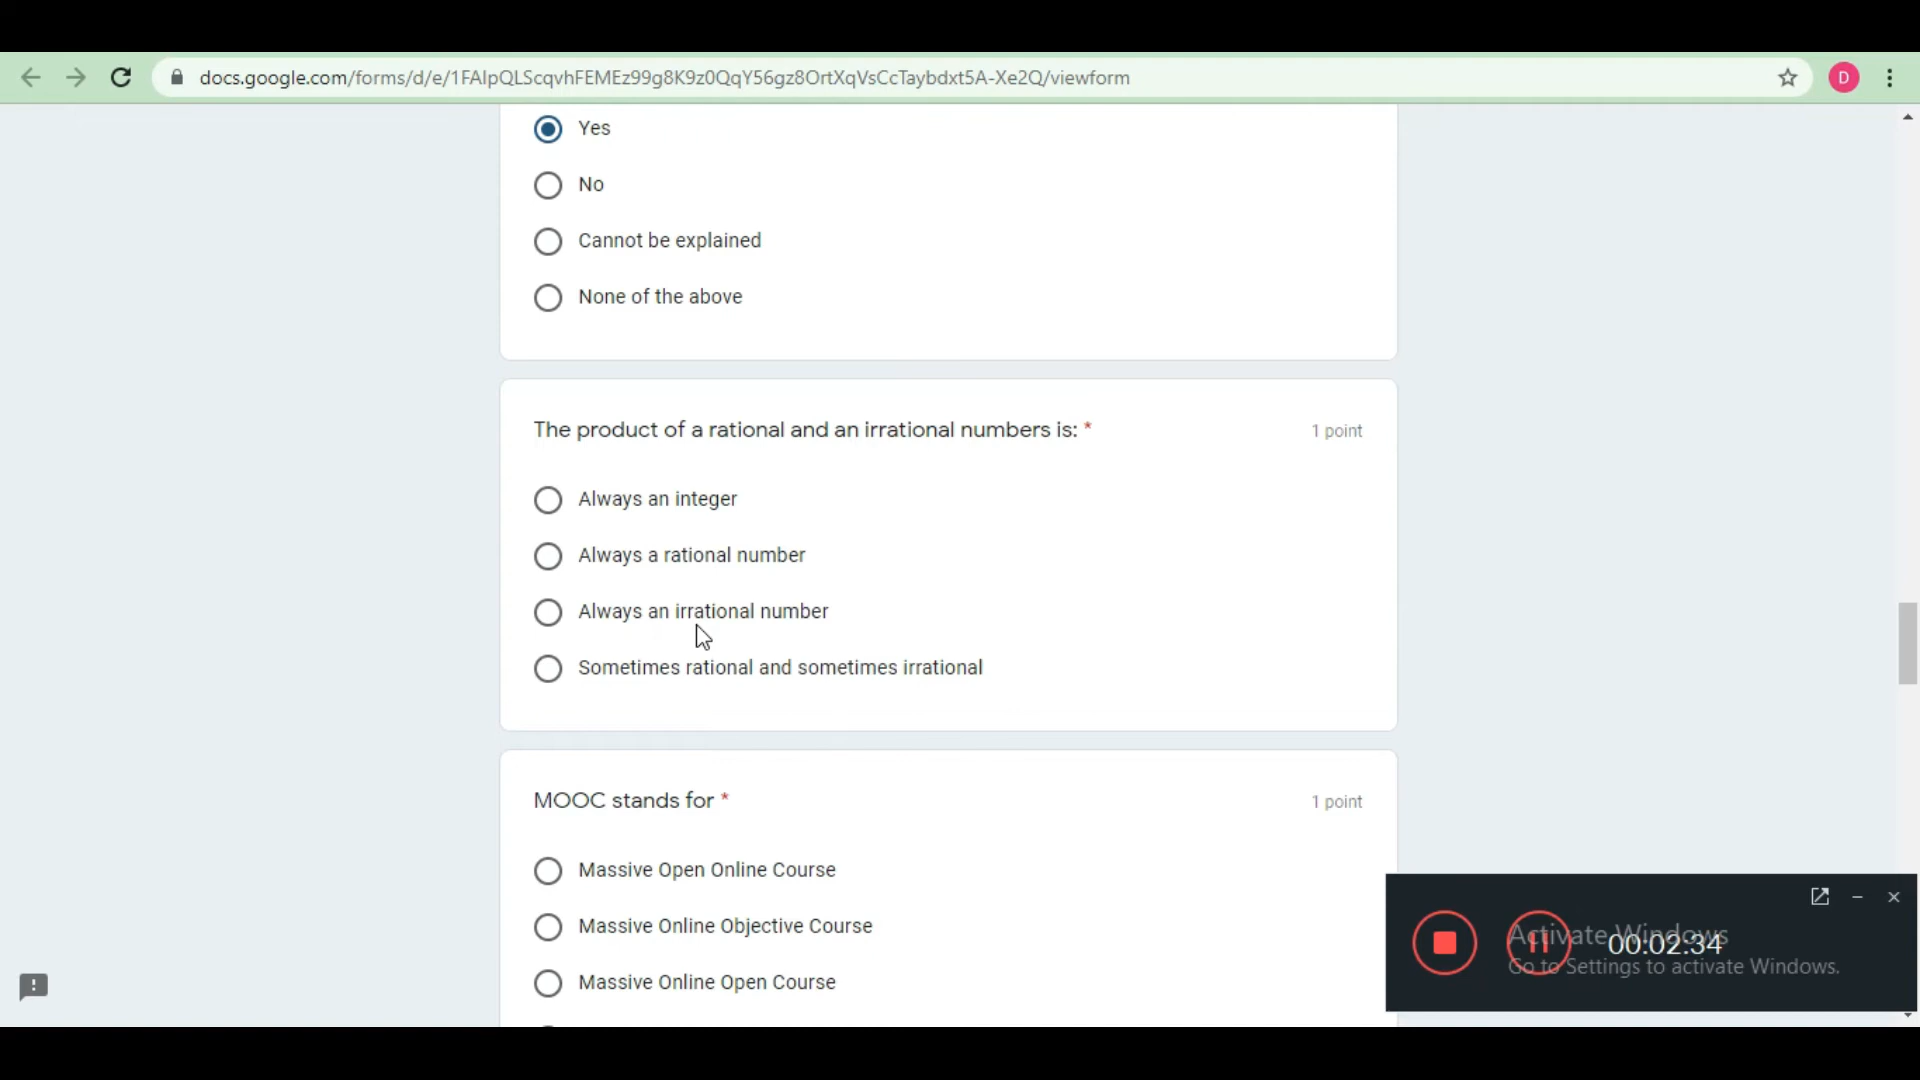 docs.google.com/forms/d/e/1FAIpQLScqvhFEMEz99g8K9z0QqY56gz8OrtXqVsCcTaybdxt5A-Xe2Q/viewform
D
Yes
No
Cannot be explained
None of the above
The product of a rational and an irrational numbers is: *
1 point
Always an integer
Always a rational number
Always an irrational number
Sometimes rational and sometimes irrational
MOOC stands for *
1 point
Massive Open Online Course
Massive Online Objective Course
Massive Online Open Course
Activate Windows
00:02:34
Go to Settings to activate Windows.